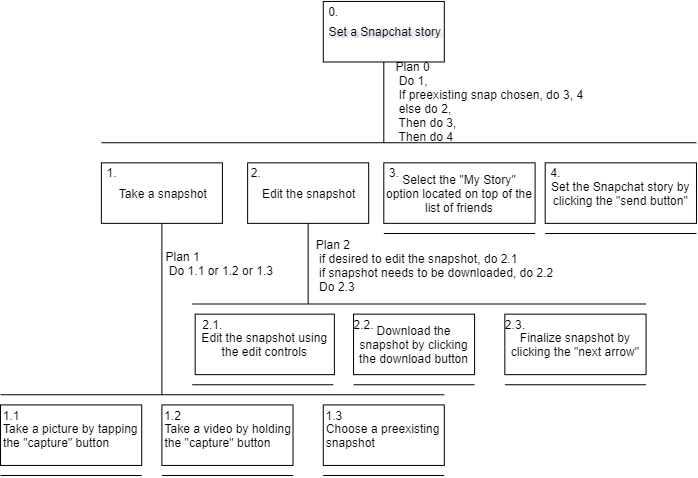 0.
Set a Snapchat story
Plan 0
Do 1,
If preexisting snap chosen, do 3, 4
else do 2,
Then do 3,
Then do 4
1.
Take a snapshot
2.
Edit the snapshot
3.
Select the "My Story"
option located on top of the
list of friends
4.
Set the Snapchat story by
clicking the "send button"
Plan 1
Do 1.1 or 1.2 or 1.3
Plan 2
if desired to edit the snapshot, do 2.1
if snapshot needs to be downloaded, do 2.2
Do 2.3
2.1.
Edit the snapshot using
the edit controls
2.2.
Download the
snapshot by clicking
the download button
2.3.
Finalize snapshot by
clicking the "next arrow"
1.1
Take a picture by tapping
the "capture" button
1.2
Take a video by holding
the "capture" button
1.3
Choose a preexisting
snapshot